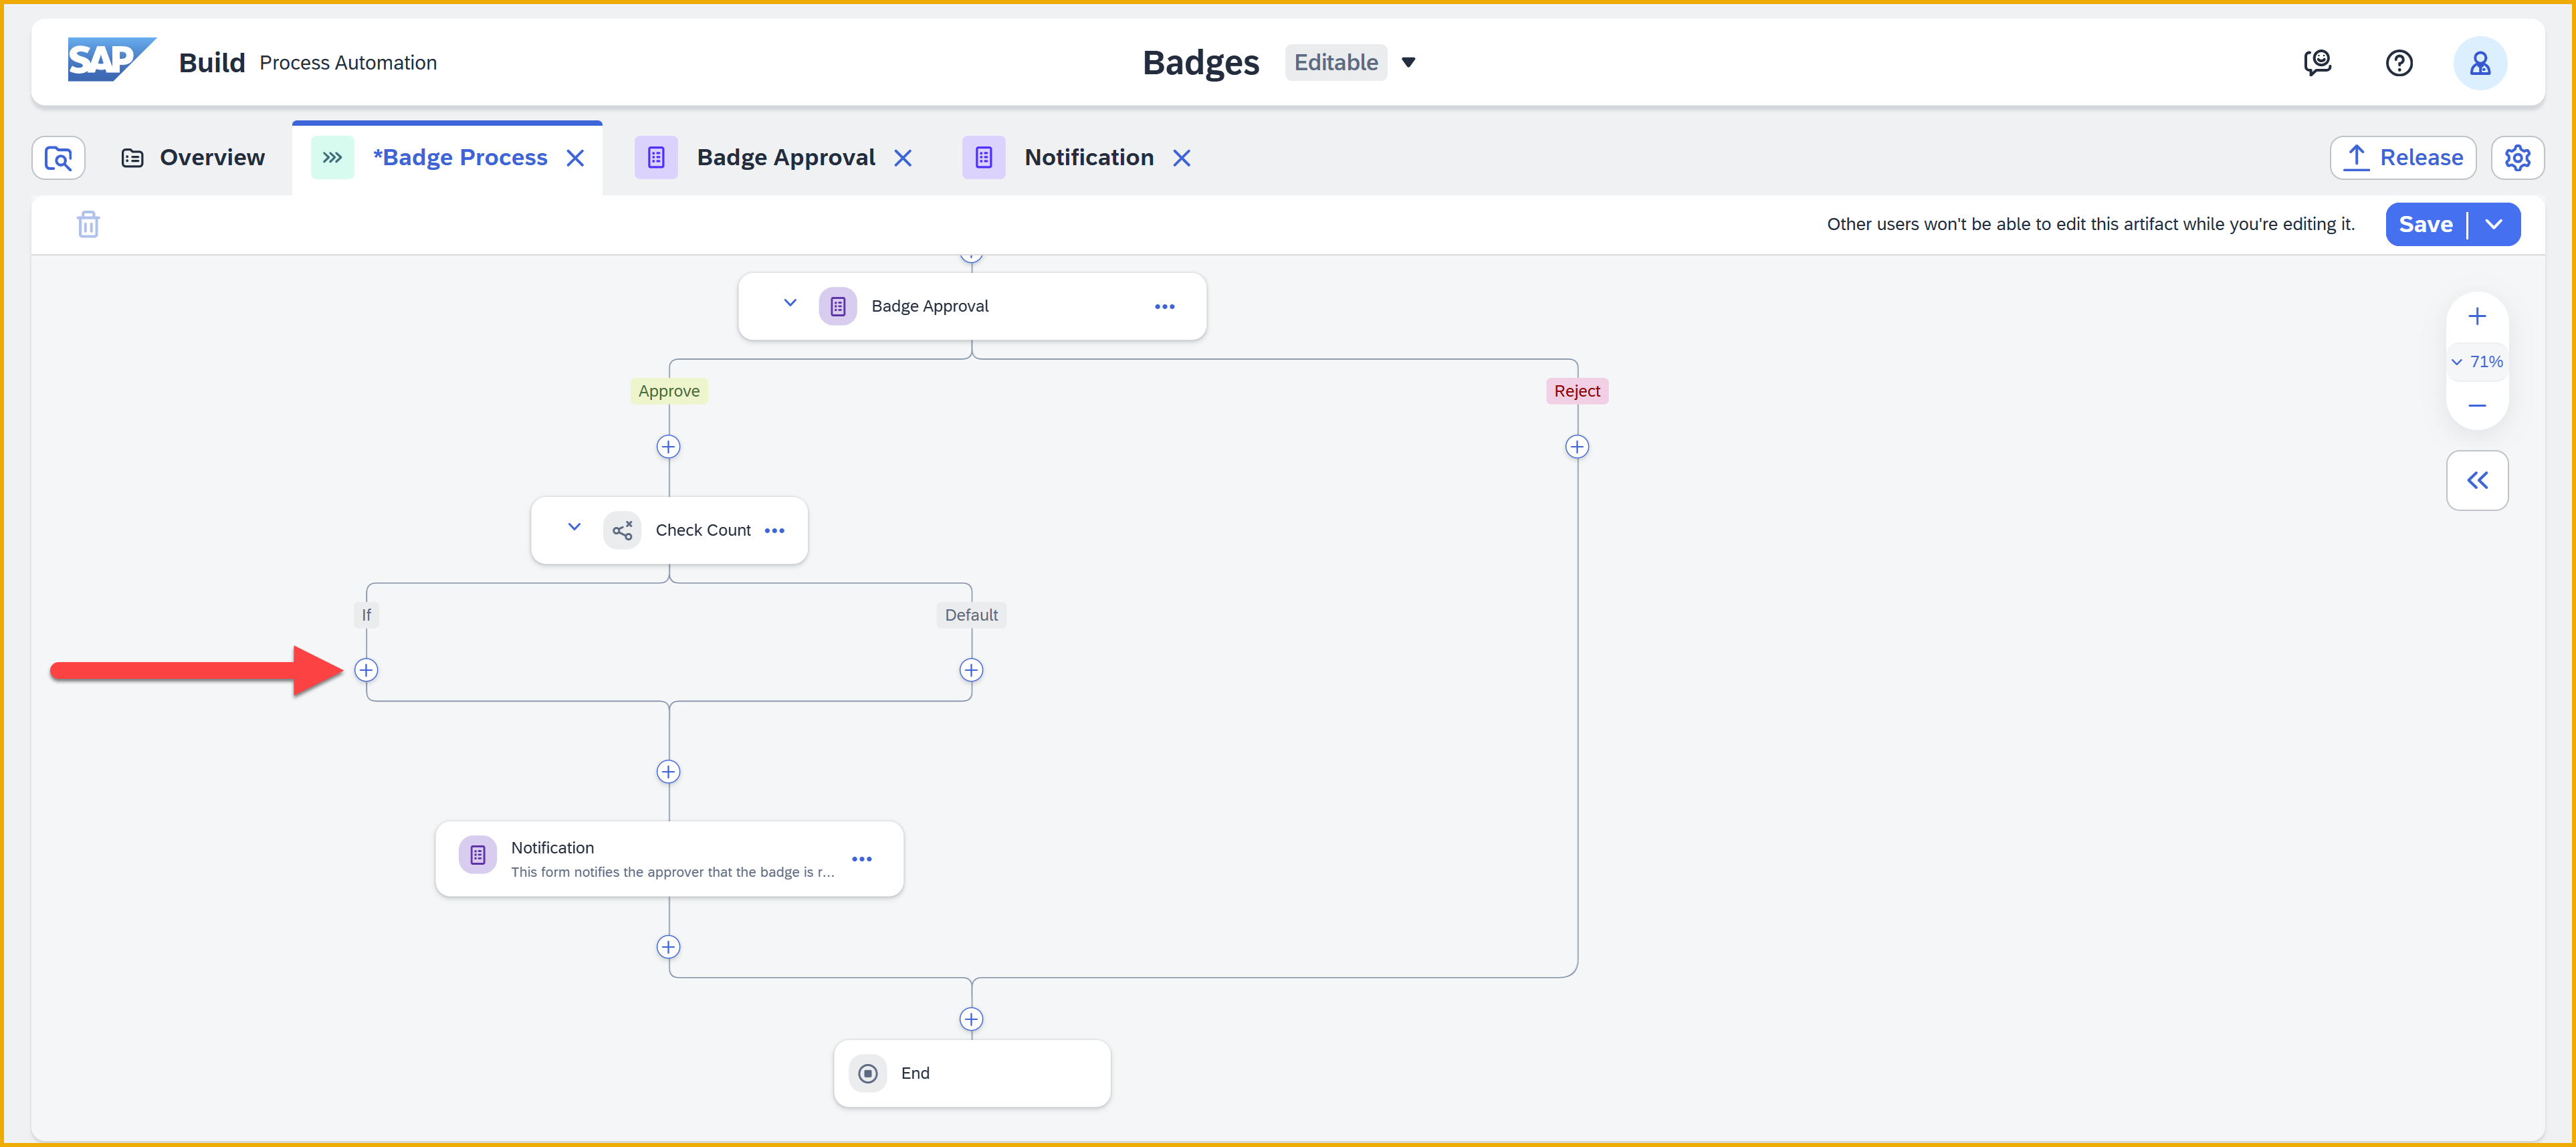 SAP Build Process Automation
Badges Editable
Overview
*Badge Process
Badge Approval
Notification
Release
Other users won't be able to edit this artifact while you're editing it.
Save
Badge Approval
71%
Approve
Reject
Check Count
If
Default
Notification
This form notifies the approver that the badge is r...
End